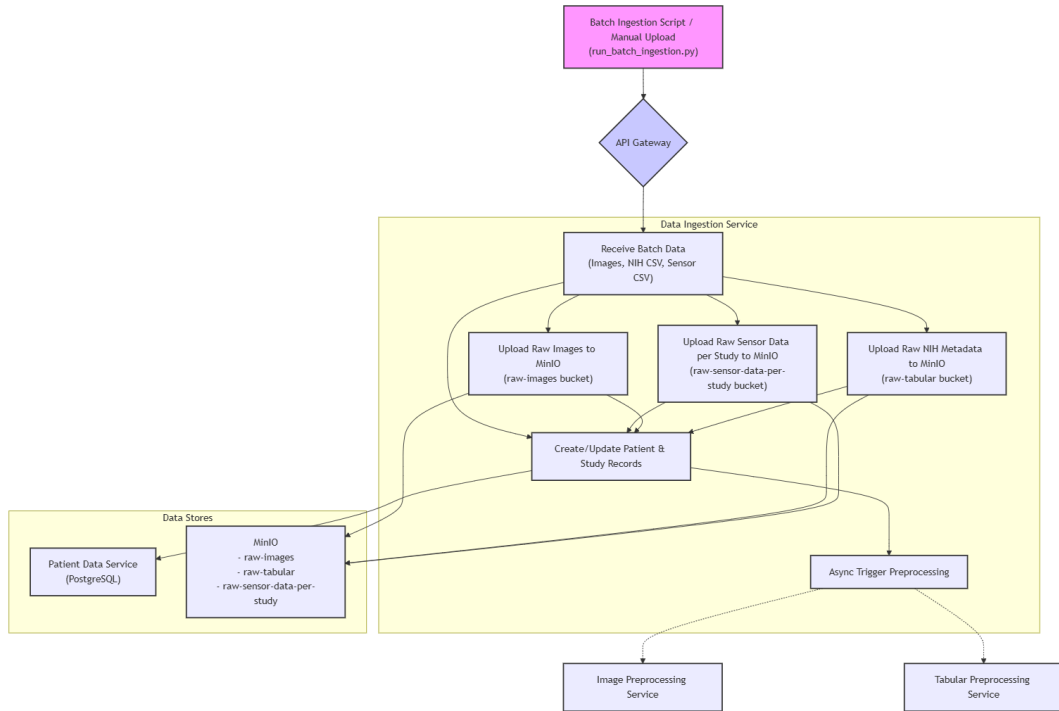 Batch Ingestion Script /
Manual Upload
(run_batch_ingestion.py)
API Gateway
Data Ingestion Service
Receive Batch Data
(Images, NIH CSV, Sensor
CSV)
Upload Raw Images to
MinIO
(raw-images bucket)
Upload Raw Sensor Data
per Study to MinIO
(raw-sensor-data-per-
study bucket)
Upload Raw NIH Metadata
to MinIO
(raw-tabular bucket)
Create/Update Patient &
Study Records
Data Stores
Patient Data Service
(PostgreSQL)
MinIO
- raw-images
- raw-tabular
- raw-sensor-data-per-
study
Async Trigger Preprocessing
Image Preprocessing
Service
Tabular Preprocessing
Service